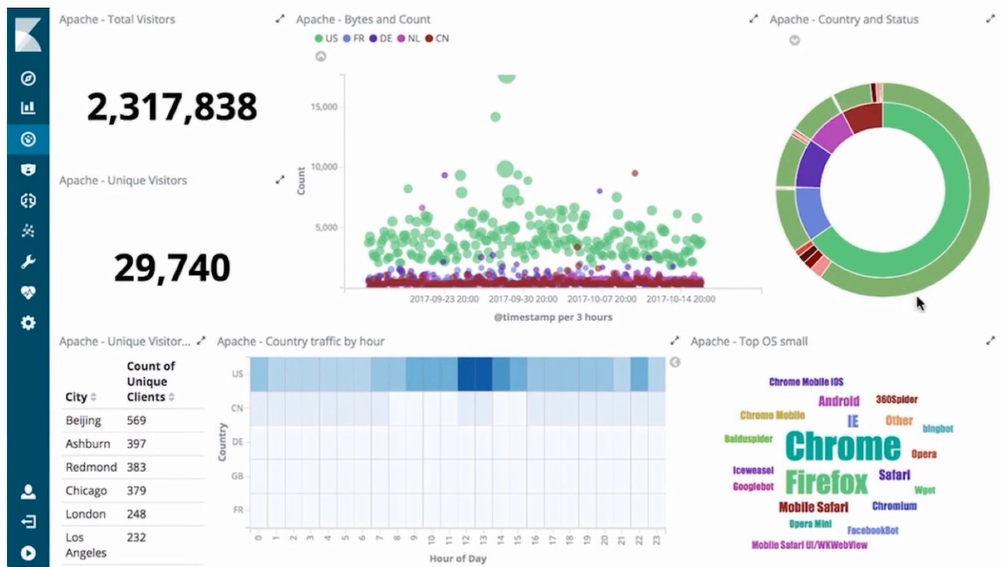 Apache - Total Visitors
2,317,838
Apache - Unique Visitors
29,740
Apache - Bytes and Count
US FR DE NL CN
Count
15,000
10,000
5,000
2017-09-23 20:00 2017-09-30 20:00 2017-10-07 20:00 2017-10-14 20:00
@timestamp per 3 hours
Apache - Country and Status
Apache - Unique Visitor...
City
Count of
Unique
Clients
Beijing 569
Ashburn 397
Redmond 383
Chicago 379
London 248
Los
Angeles
232
Apache - Country traffic by hour
Country
US
CN
DE
GB
FR
0 1 2 3 4 5 6 7 8 9 10 11 12 13 14 15 16 17 18 19 20 21 22 23
Hour of Day
Apache - Top OS small
Chrome Mobile iOS
Android 360Spider
Chrome Mobile IE Other bingbot
Baiduspider Chrome Opera
Iceweasel Firefox Safari
Googlebot Wget
Mobile Safari Chromium
Opera Mini FacebookBot
Mobile Safari UI/WKWebView